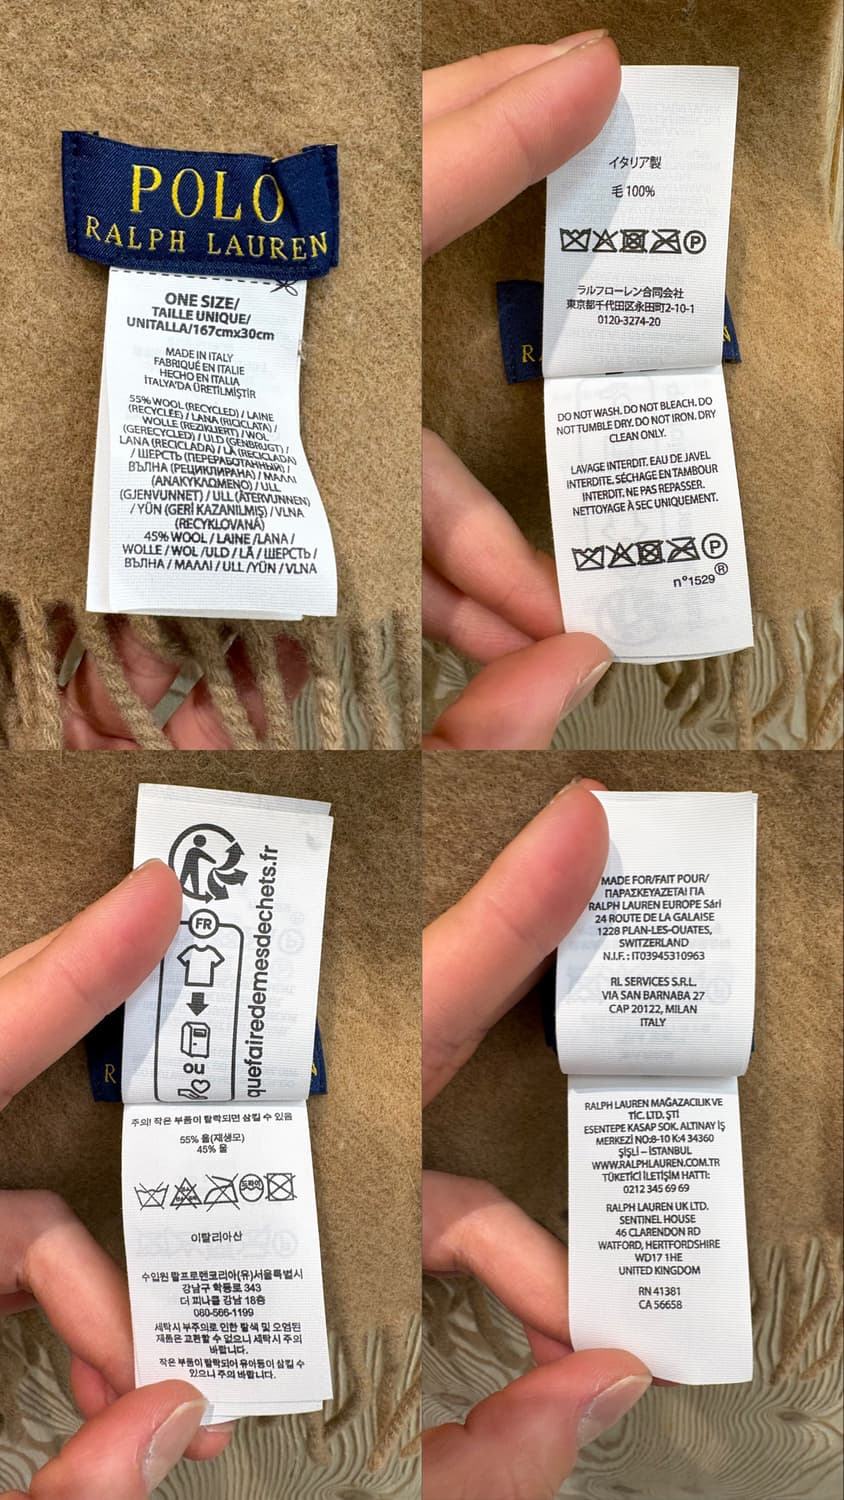 POLO
RALPH LAUREN
ONE SIZE/
TAILLE UNIQUE/
UNITALLA/167cmx30cm
MADE IN ITALY
FABRIQUÉ EN ITALIE
HECHO EN ITALIA
İTALYA'DA ÜRETİLMİŞTİR
55% WOOL (RECYCLED) / LAINE
(RECYCLÉE) / LANA (RICICLATA) /
WOLLE (REZIKLIERT) / WOL
(GERECYCLED) / ULD (GENBRUGT) /
LANA (RECICLADA) / LÃ (RECICLADA)
/ ШЕРСТЬ (ПЕРЕРАБОТАННЫЙ) /
ВЪЛНА (РЕЦИКЛИРАНА) / ΜΑΛΛΙ
(ΑΝΑΚΥΚΛΩΜΕΝΟ) / ULL
(GJENVUNNET) / ULL (ÅTERVUNNEN)
/ YÜN (GERİ KAZANILMIŞ) / VLNA
(RECYKLOVANÁ)
45% WOOL / LAINE /LANA /
WOLLE / WOL /ULD / LÃ / ШЕРСТЬ /
ВЪЛНА / ΜΑΛΛΙ / ULL /YÜN / VLNA
イタリア製
毛 100%
P
ラルフローレン合同会社
東京都千代田区永田町2-10-1
0120-3274-20
R
DO NOT WASH. DO NOT BLEACH. DO
NOT TUMBLE DRY. DO NOT IRON. DRY
CLEAN ONLY.
LAVAGE INTERDIT. EAU DE JAVEL
INTERDITE. SÉCHAGE EN TAMBOUR
INTERDIT. NE PAS REPASSER.
NETTOYAGE À SEC UNIQUEMENT.
P
n°1529 ®
FR
OU
quefairedemesdechets.fr
R
N
주의! 작은 부품이 탈락되면 삼킬 수 있음
55% 울(재생모)
45% 울
이탈리아산
수입원 랄프로렌코리아(유)서울특별시
강남구 학동로 343
더 피나클 강남 18층
080-566-1199
세탁시 부주의로 인한 탈색 및 오염된
제품은 교환할 수 없으니 세탁시 주의
바랍니다.
작은 부품이 탈락되어 유아등이 삼킬 수
있으니 주의 바랍니다.
MADE FOR/FAIT POUR/
ΠΑΡΑΣΚΕΥΑΖΕΤΑΙ ΓΙΑ
RALPH LAUREN EUROPE Sárl
24 ROUTE DE LA GALAISE
1228 PLAN-LES-OUATES,
SWITZERLAND
N.I.F. : IT03945310963
RL SERVICES S.R.L.
VIA SAN BARNABA 27
CAP 20122, MILAN
ITALY
RALPH LAUREN MAĞAZACILIK VE
TİC. LTD. ŞTİ
ESENTEPE KASAP SOK. ALTINAY İŞ
MERKEZİ NO:8-10 K:4 34360
ŞİŞLİ – İSTANBUL
WWW.RALPHLAUREN.COM.TR
TÜKETİCİ İLETİŞİM HATTI:
0212 345 69 69
RALPH LAUREN UK LTD.
SENTINEL HOUSE
46 CLARENDON RD
WATFORD, HERTFORDSHIRE
WD17 1HE
UNITED KINGDOM
RN 41381
CA 56658